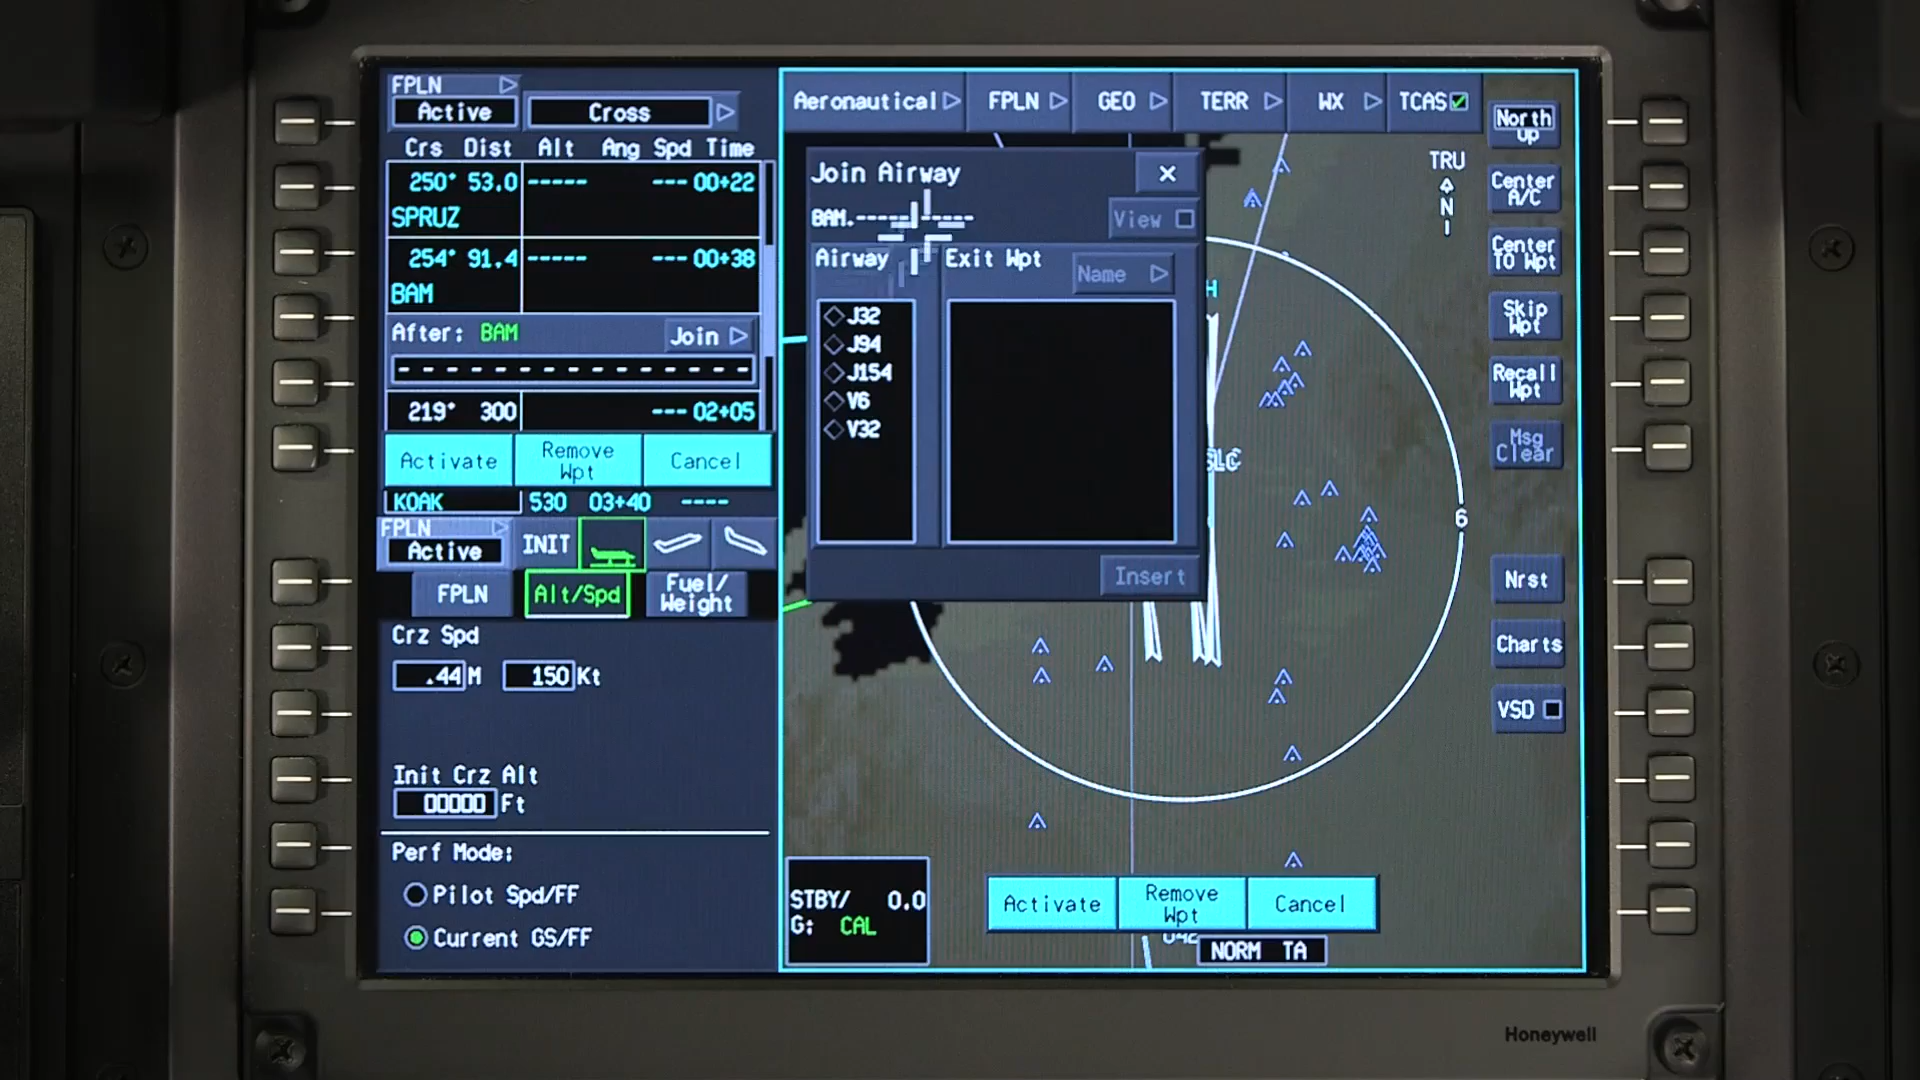 FPLN
Active
Cross
Crs Dist Alt Ang Spd Time
250° 53.0 ----- --- 00+22
SPRUZ
254° 91.4 ----- --- 00+38
BAM
After: BAM Join
- - - - - - - - - - - - - - -
219° 300 --- 02+05
Activate
Remove
Wpt
Cancel
KOAK 530 03+40 ----
FPLN
Active
INIT
FPLN
Alt/Spd
Fuel/
Weight
Crz Spd
.44 M 150 Kt
Init Crz Alt
00000 Ft
Perf Mode:
Pilot Spd/FF
Current GS/FF
Aeronautical FPLN GEO TERR WX TCAS
Join Airway
BAM.
View
Airway
Exit Wpt
Name
J32
J94
J154
V6
V32
Insert
H
SLC
6
TRU
N
STBY/ 0.0
G: CAL
Activate
Remove
Wpt
Cancel
NORM TA
North
Up
Center
A/C
Center
TO Wpt
Skip
Wpt
Recall
Wpt
Msg
Clear
Nrst
Charts
VSD
Honeywell